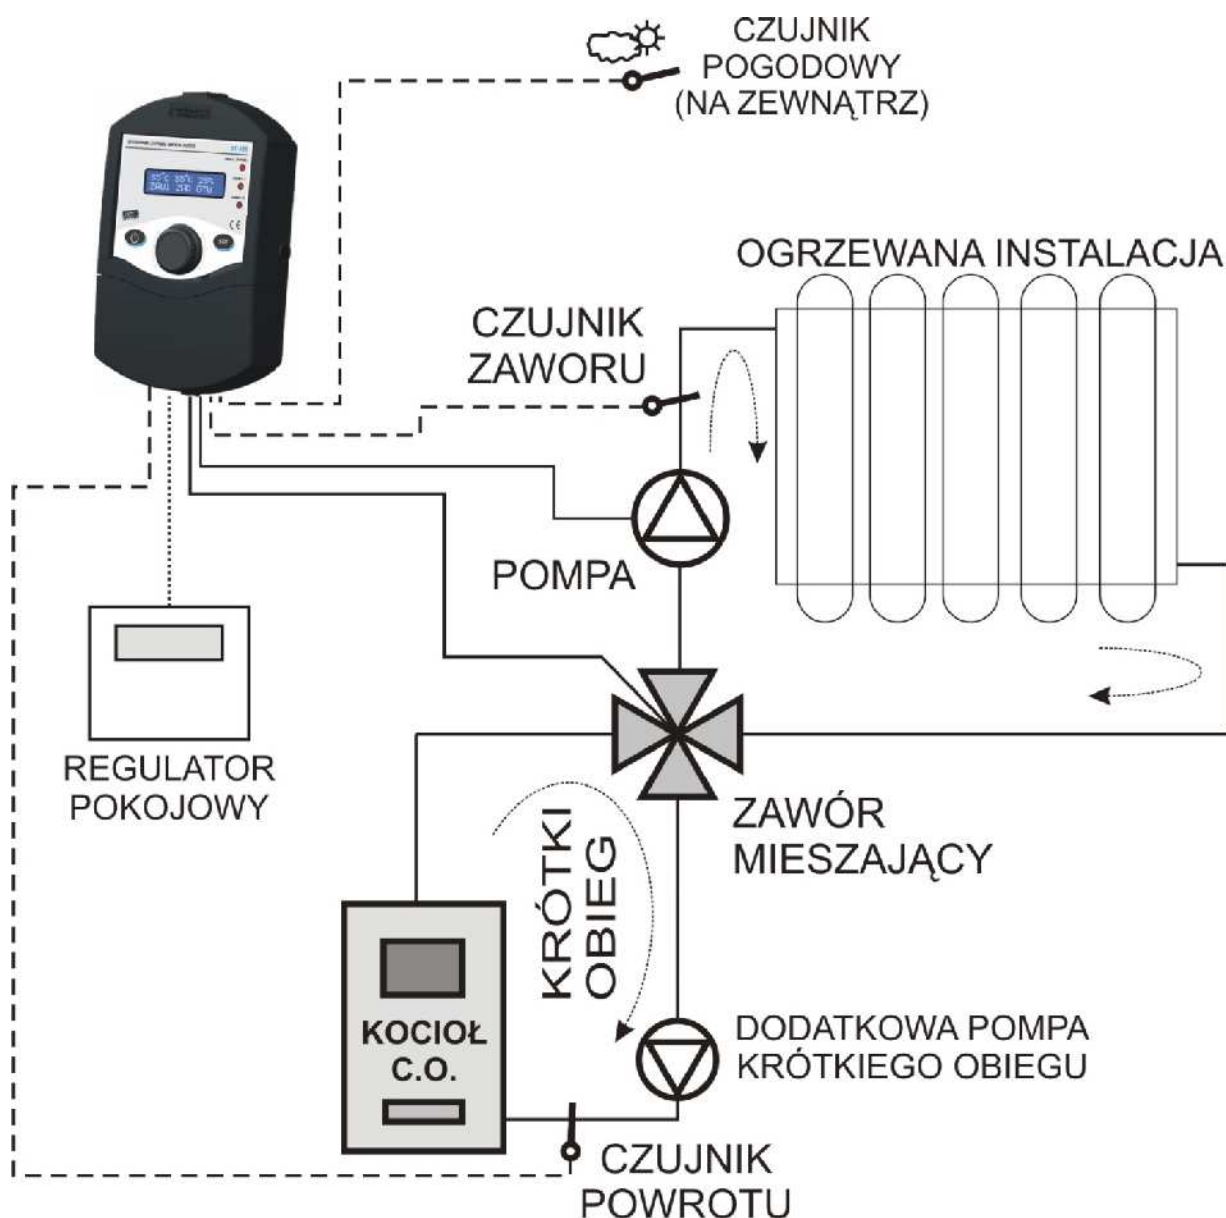 CZUJNIK
POGODOWY
(NA ZEWNĄTRZ)
OGRZEWANA INSTALACJA
CZUJNIK
ZAWORU
POMPA
REGULATOR
POKOJOWY
ZAWÓR
MIESZAJĄCY
KRÓTKI
OBIEG
KOCIOŁ
C.O.
DODATKOWA POMPA
KRÓTKIEGO OBIEGU
CZUJNIK
POWROTU